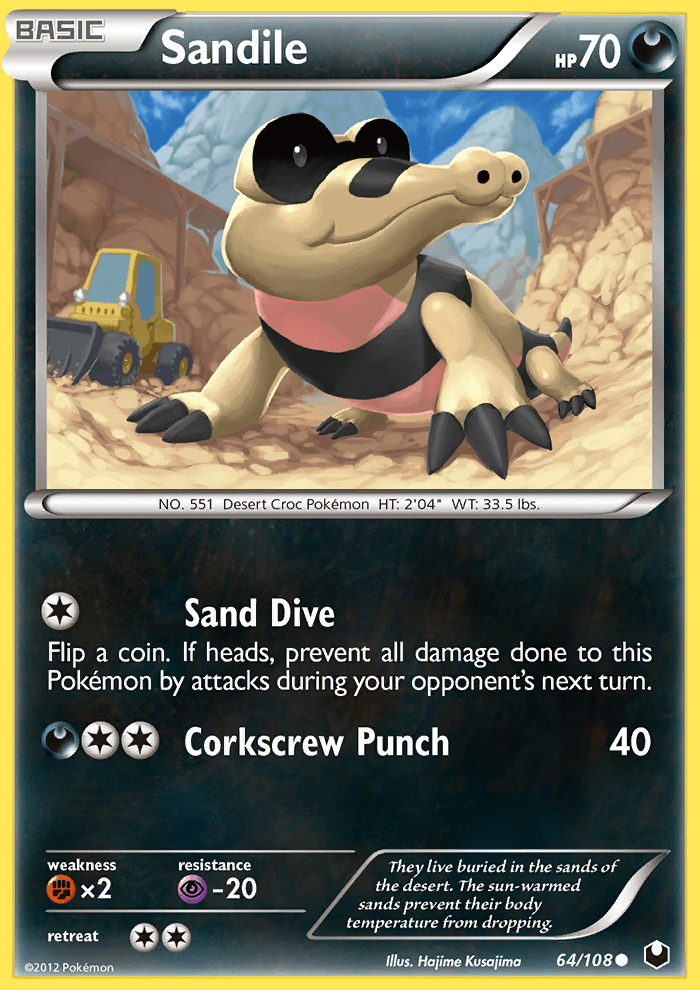 BASIC
Sandile
HP70
NO. 551 Desert Croc Pokémon HT: 2'04" WT: 33.5 lbs.
Sand Dive
Flip a coin. If heads, prevent all damage done to this
Pokémon by attacks during your opponent's next turn.
Corkscrew Punch 40
weakness
×2
resistance
-20
retreat
They live buried in the sands of
the desert. The sun-warmed
sands prevent their body
temperature from dropping.
©2012 Pokémon
Illus. Hajime Kusajima
64/108